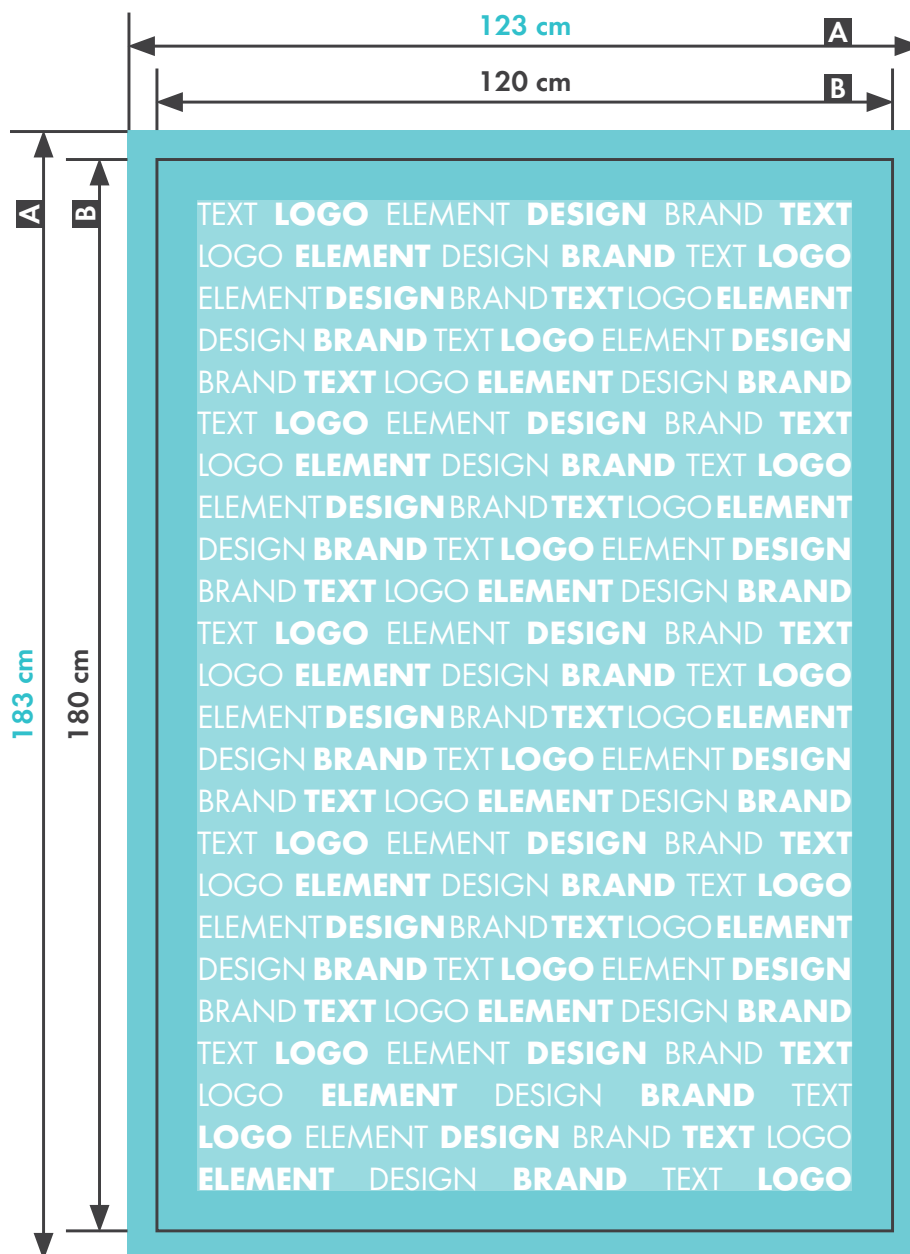 123 cm A
120 cm B
A B
183 cm
180 cm
TEXT LOGO ELEMENT DESIGN BRAND TEXT
LOGO ELEMENT DESIGN BRAND TEXT LOGO
ELEMENT DESIGN BRAND TEXT LOGO ELEMENT
DESIGN BRAND TEXT LOGO ELEMENT DESIGN
BRAND TEXT LOGO ELEMENT DESIGN BRAND
TEXT LOGO ELEMENT DESIGN BRAND TEXT
LOGO ELEMENT DESIGN BRAND TEXT LOGO
ELEMENT DESIGN BRAND TEXT LOGO ELEMENT
DESIGN BRAND TEXT LOGO ELEMENT DESIGN
BRAND TEXT LOGO ELEMENT DESIGN BRAND
TEXT LOGO ELEMENT DESIGN BRAND TEXT
LOGO ELEMENT DESIGN BRAND TEXT LOGO
ELEMENT DESIGN BRAND TEXT LOGO ELEMENT
DESIGN BRAND TEXT LOGO ELEMENT DESIGN
BRAND TEXT LOGO ELEMENT DESIGN BRAND
TEXT LOGO ELEMENT DESIGN BRAND TEXT
LOGO ELEMENT DESIGN BRAND TEXT LOGO
ELEMENT DESIGN BRAND TEXT LOGO ELEMENT
DESIGN BRAND TEXT LOGO ELEMENT DESIGN
BRAND TEXT LOGO ELEMENT DESIGN BRAND
TEXT LOGO ELEMENT DESIGN BRAND TEXT
LOGO ELEMENT DESIGN BRAND TEXT
LOGO ELEMENT DESIGN BRAND TEXT LOGO
ELEMENT DESIGN BRAND TEXT LOGO